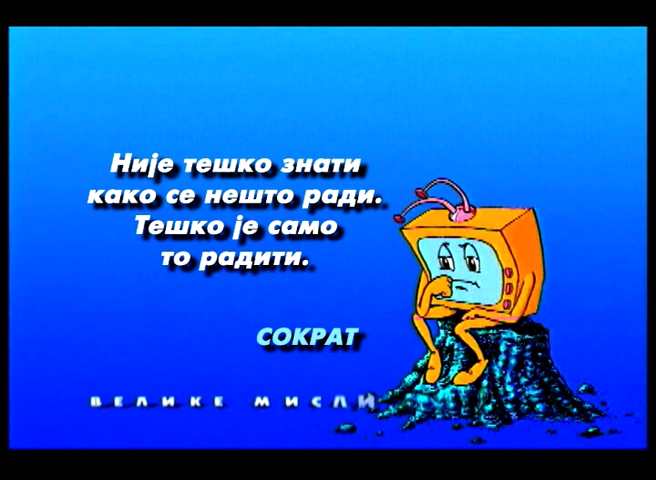 Није тешко знати
како се нешто ради.
Тешко је само
то радити.
СОКРАТ
ВЕЛИКЕ МИСЛИ